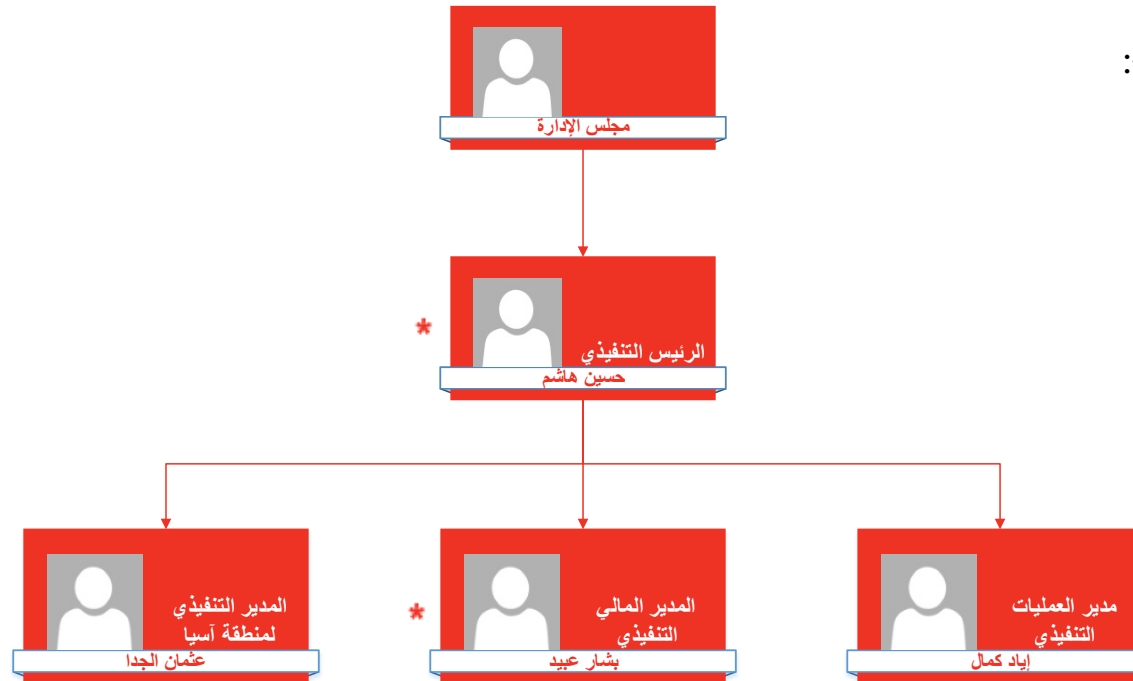 :
مجلس الإدارة
*
الرئيس التنفيذي
حسين هاشم
مدير العمليات
التنفيذي
إياد كمال
*
المدير المالي
التنفيذي
بشار عبيد
المدير التنفيذي
لمنطقة آسيا
عثمان الجدا